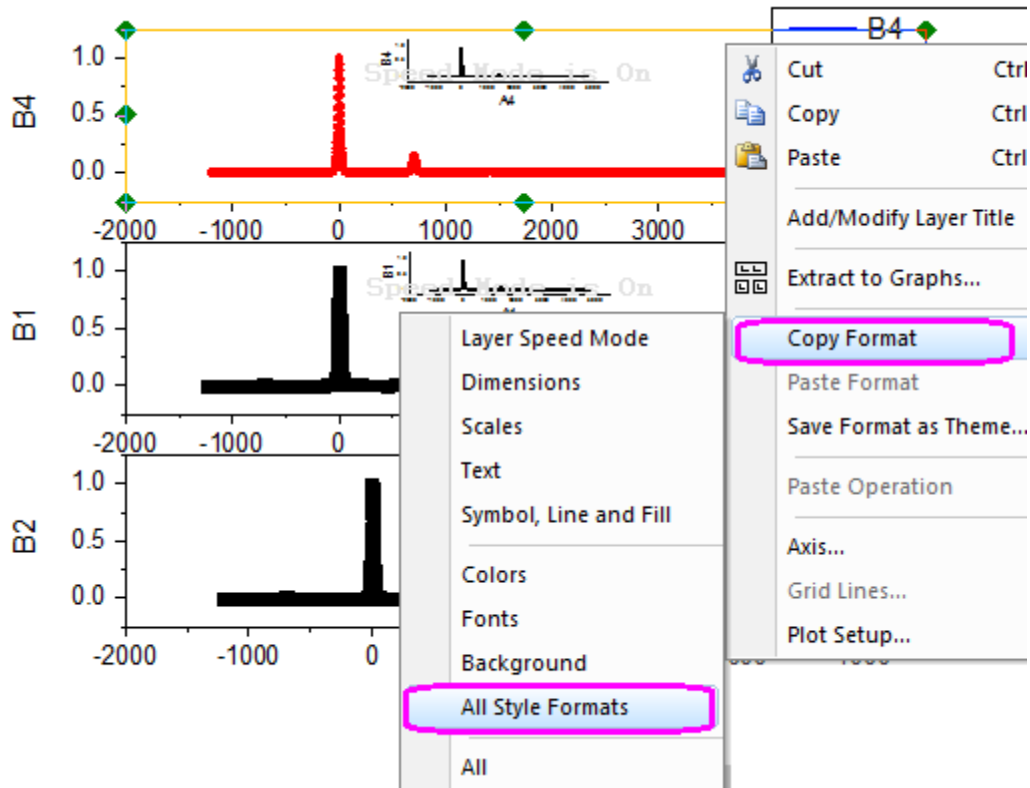 B4
1.0
0.5
0.0
B4
Speed Mode is On
B4
A4
-2000 -1000 0 1000 2000 3000
B1
1.0
0.5
0.0
B1
Speed Mode is On
-2000 -1000 0
B2
1.0
0.5
0.0
-2000 -1000 0
Cut Ctrl
Copy Ctrl
Paste Ctrl
Add/Modify Layer Title
Extract to Graphs...
Copy Format
Paste Format
Save Format as Theme...
Paste Operation
Axis...
Grid Lines...
Plot Setup...
Layer Speed Mode
Dimensions
Scales
Text
Symbol, Line and Fill
Colors
Fonts
Background
All Style Formats
All